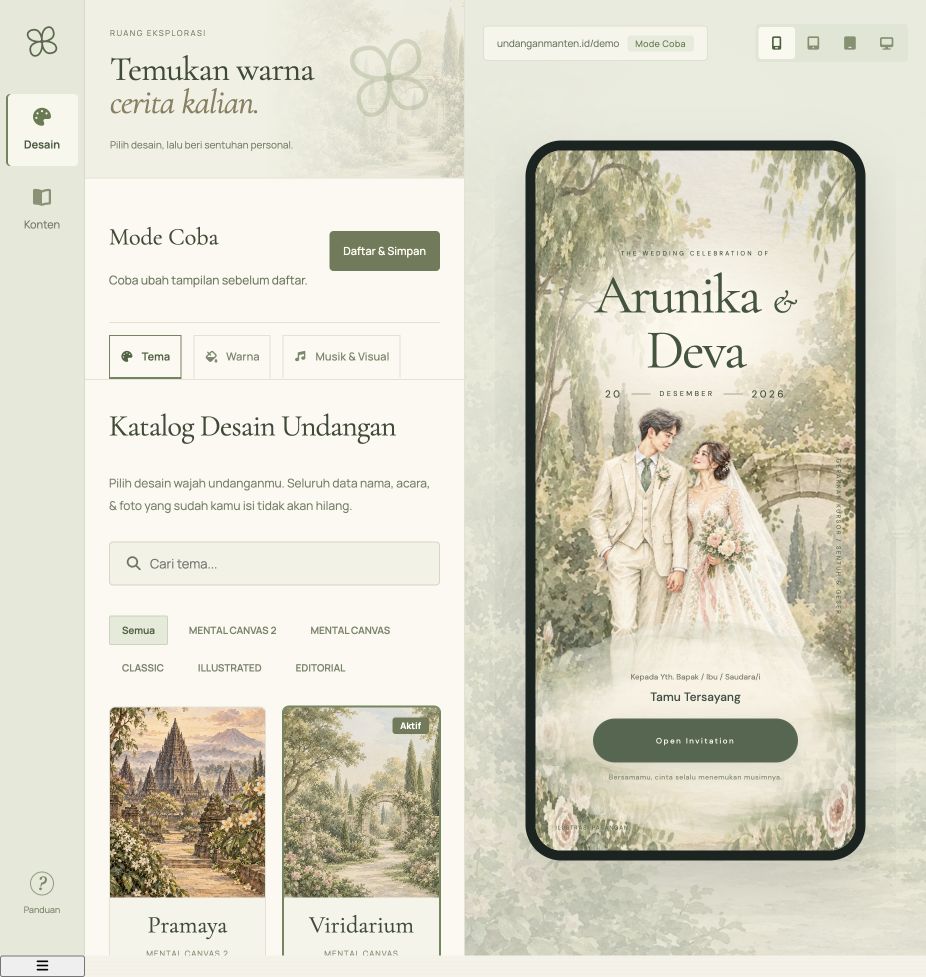 RUANG EKSPLORASI
Temukan warna
cerita kalian.
Pilih desain, lalu beri sentuhan personal.
Desain
Konten
Mode Coba
Daftar & Simpan
Coba ubah tampilan sebelum daftar.
Tema
Warna
Musik & Visual
Katalog Desain Undangan
Pilih desain wajah undanganmu. Seluruh data nama, acara,
& foto yang sudah kamu isi tidak akan hilang.
Cari tema...
Semua
MENTAL CANVAS 2
MENTAL CANVAS
CLASSIC
ILLUSTRATED
EDITORIAL
Aktif
Pramaya
MENTAL CANVAS 2
Viridarium
MENTAL CANVAS
?
Panduan
undanganmanten.id/demo
Mode Coba
THE WEDDING CELEBRATION OF
Arunika &
Deva
20 DESEMBER 2026
Kepada Yth. Bapak / Ibu / Saudara/i
Tamu Tersayang
Open Invitation
Bersamamu, cinta selalu menemukan musimnya.